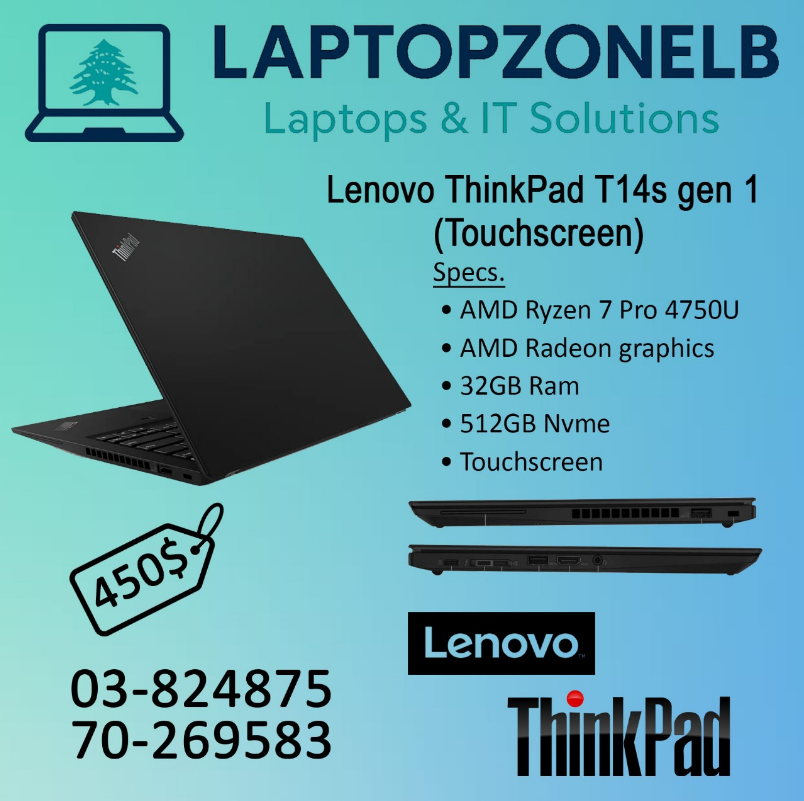 LAPTOPZONELB
Laptops & IT Solutions
Lenovo ThinkPad T14s gen 1
(Touchscreen)
Specs.
• AMD Ryzen 7 Pro 4750U
• AMD Radeon graphics
• 32GB Ram
• 512GB Nvme
• Touchscreen
ThinkPad
450$
03-824875
70-269583
Lenovo
ThinkPad